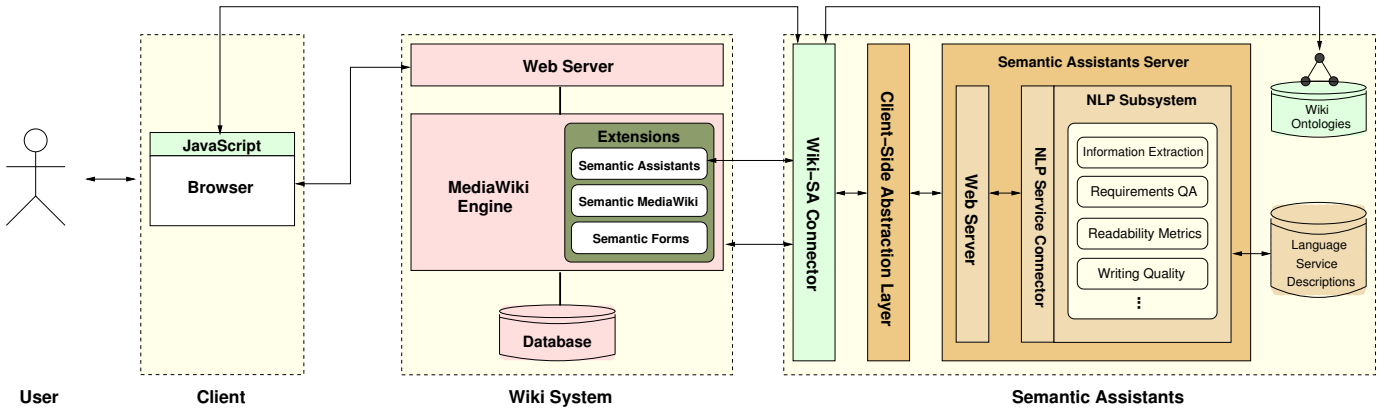 JavaScript
Browser
Web Server
MediaWiki
Engine
Extensions
Semantic Assistants
Semantic MediaWiki
Semantic Forms
Database
Wiki-SA Connector
Client-Side Abstraction Layer
Semantic Assistants Server
Web Server
NLP Service Connector
NLP Subsystem
Information Extraction
Requirements QA
Readability Metrics
Writing Quality
...
Wiki
Ontologies
Language
Service
Descriptions
User
Client
Wiki System
Semantic Assistants